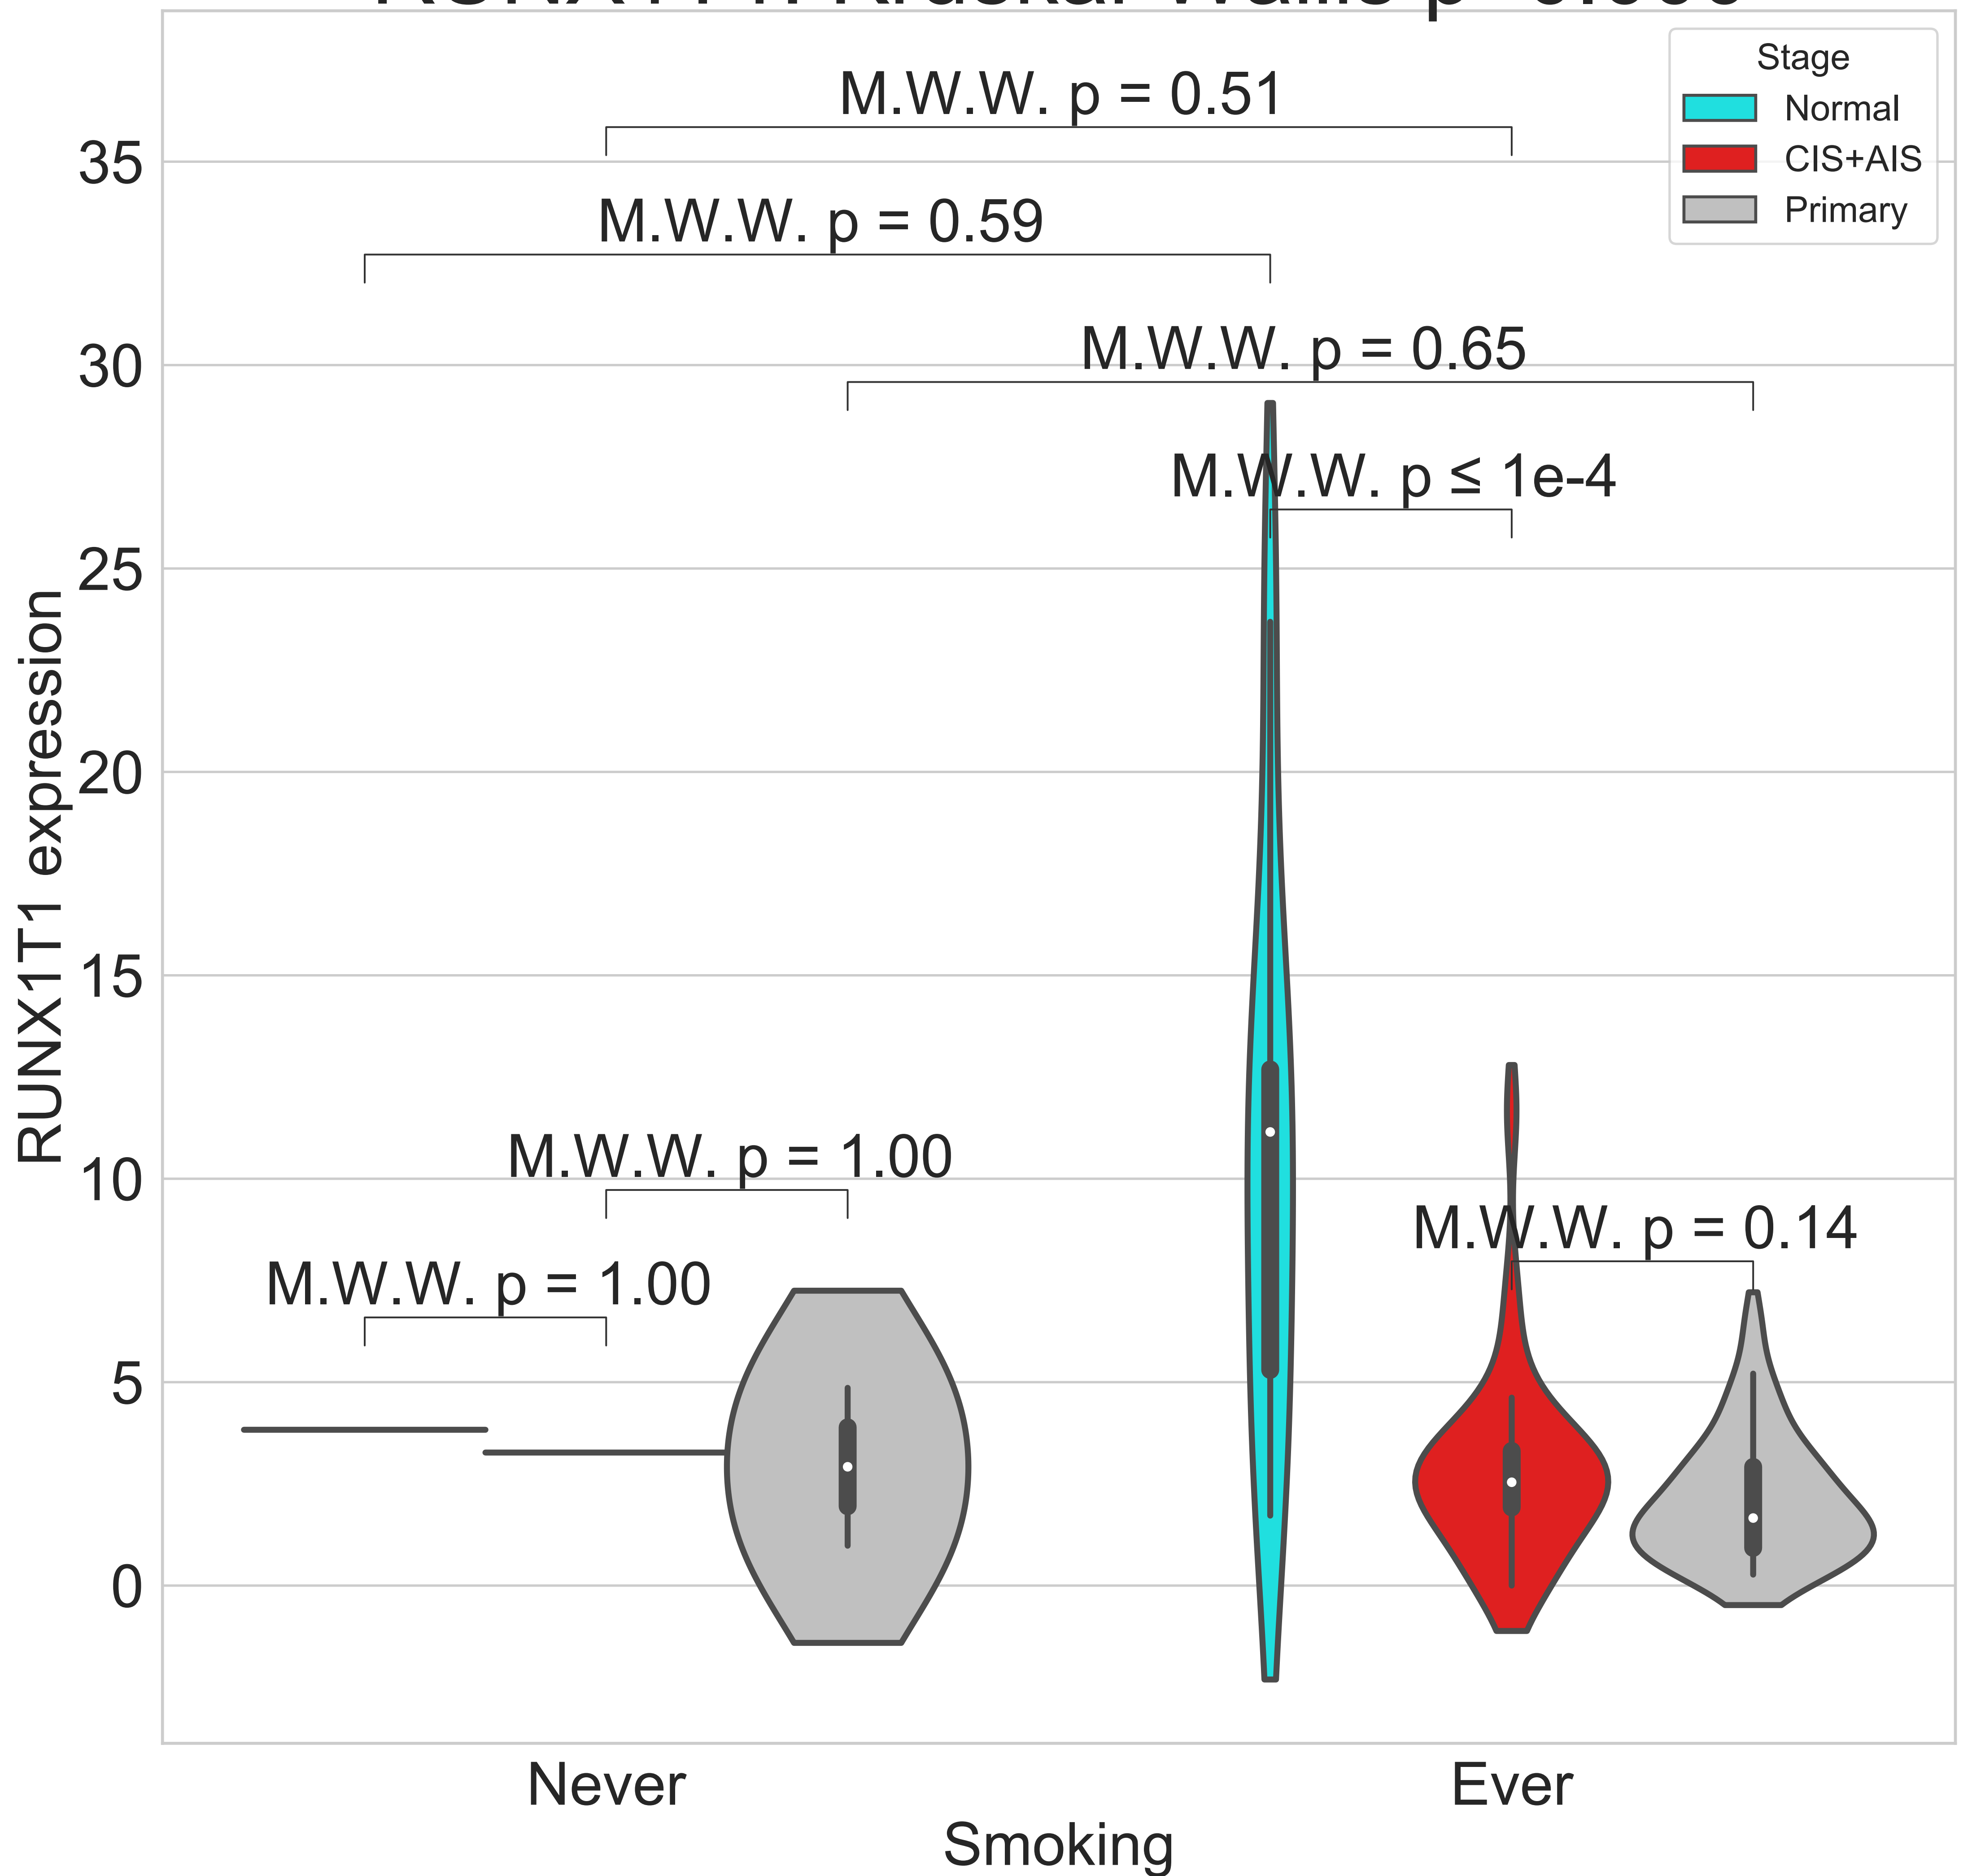 M.W.W. p = 0.51
Stage
Normal
CIS+AIS
Primary
M.W.W. p = 0.59
M.W.W. p = 0.65
M.W.W. p ≤ 1e-4
M.W.W. p = 1.00
M.W.W. p = 0.14
M.W.W. p = 1.00
35
30
25
20
15
10
5
0
RUNX1T1 expression
Never
Ever
Smoking